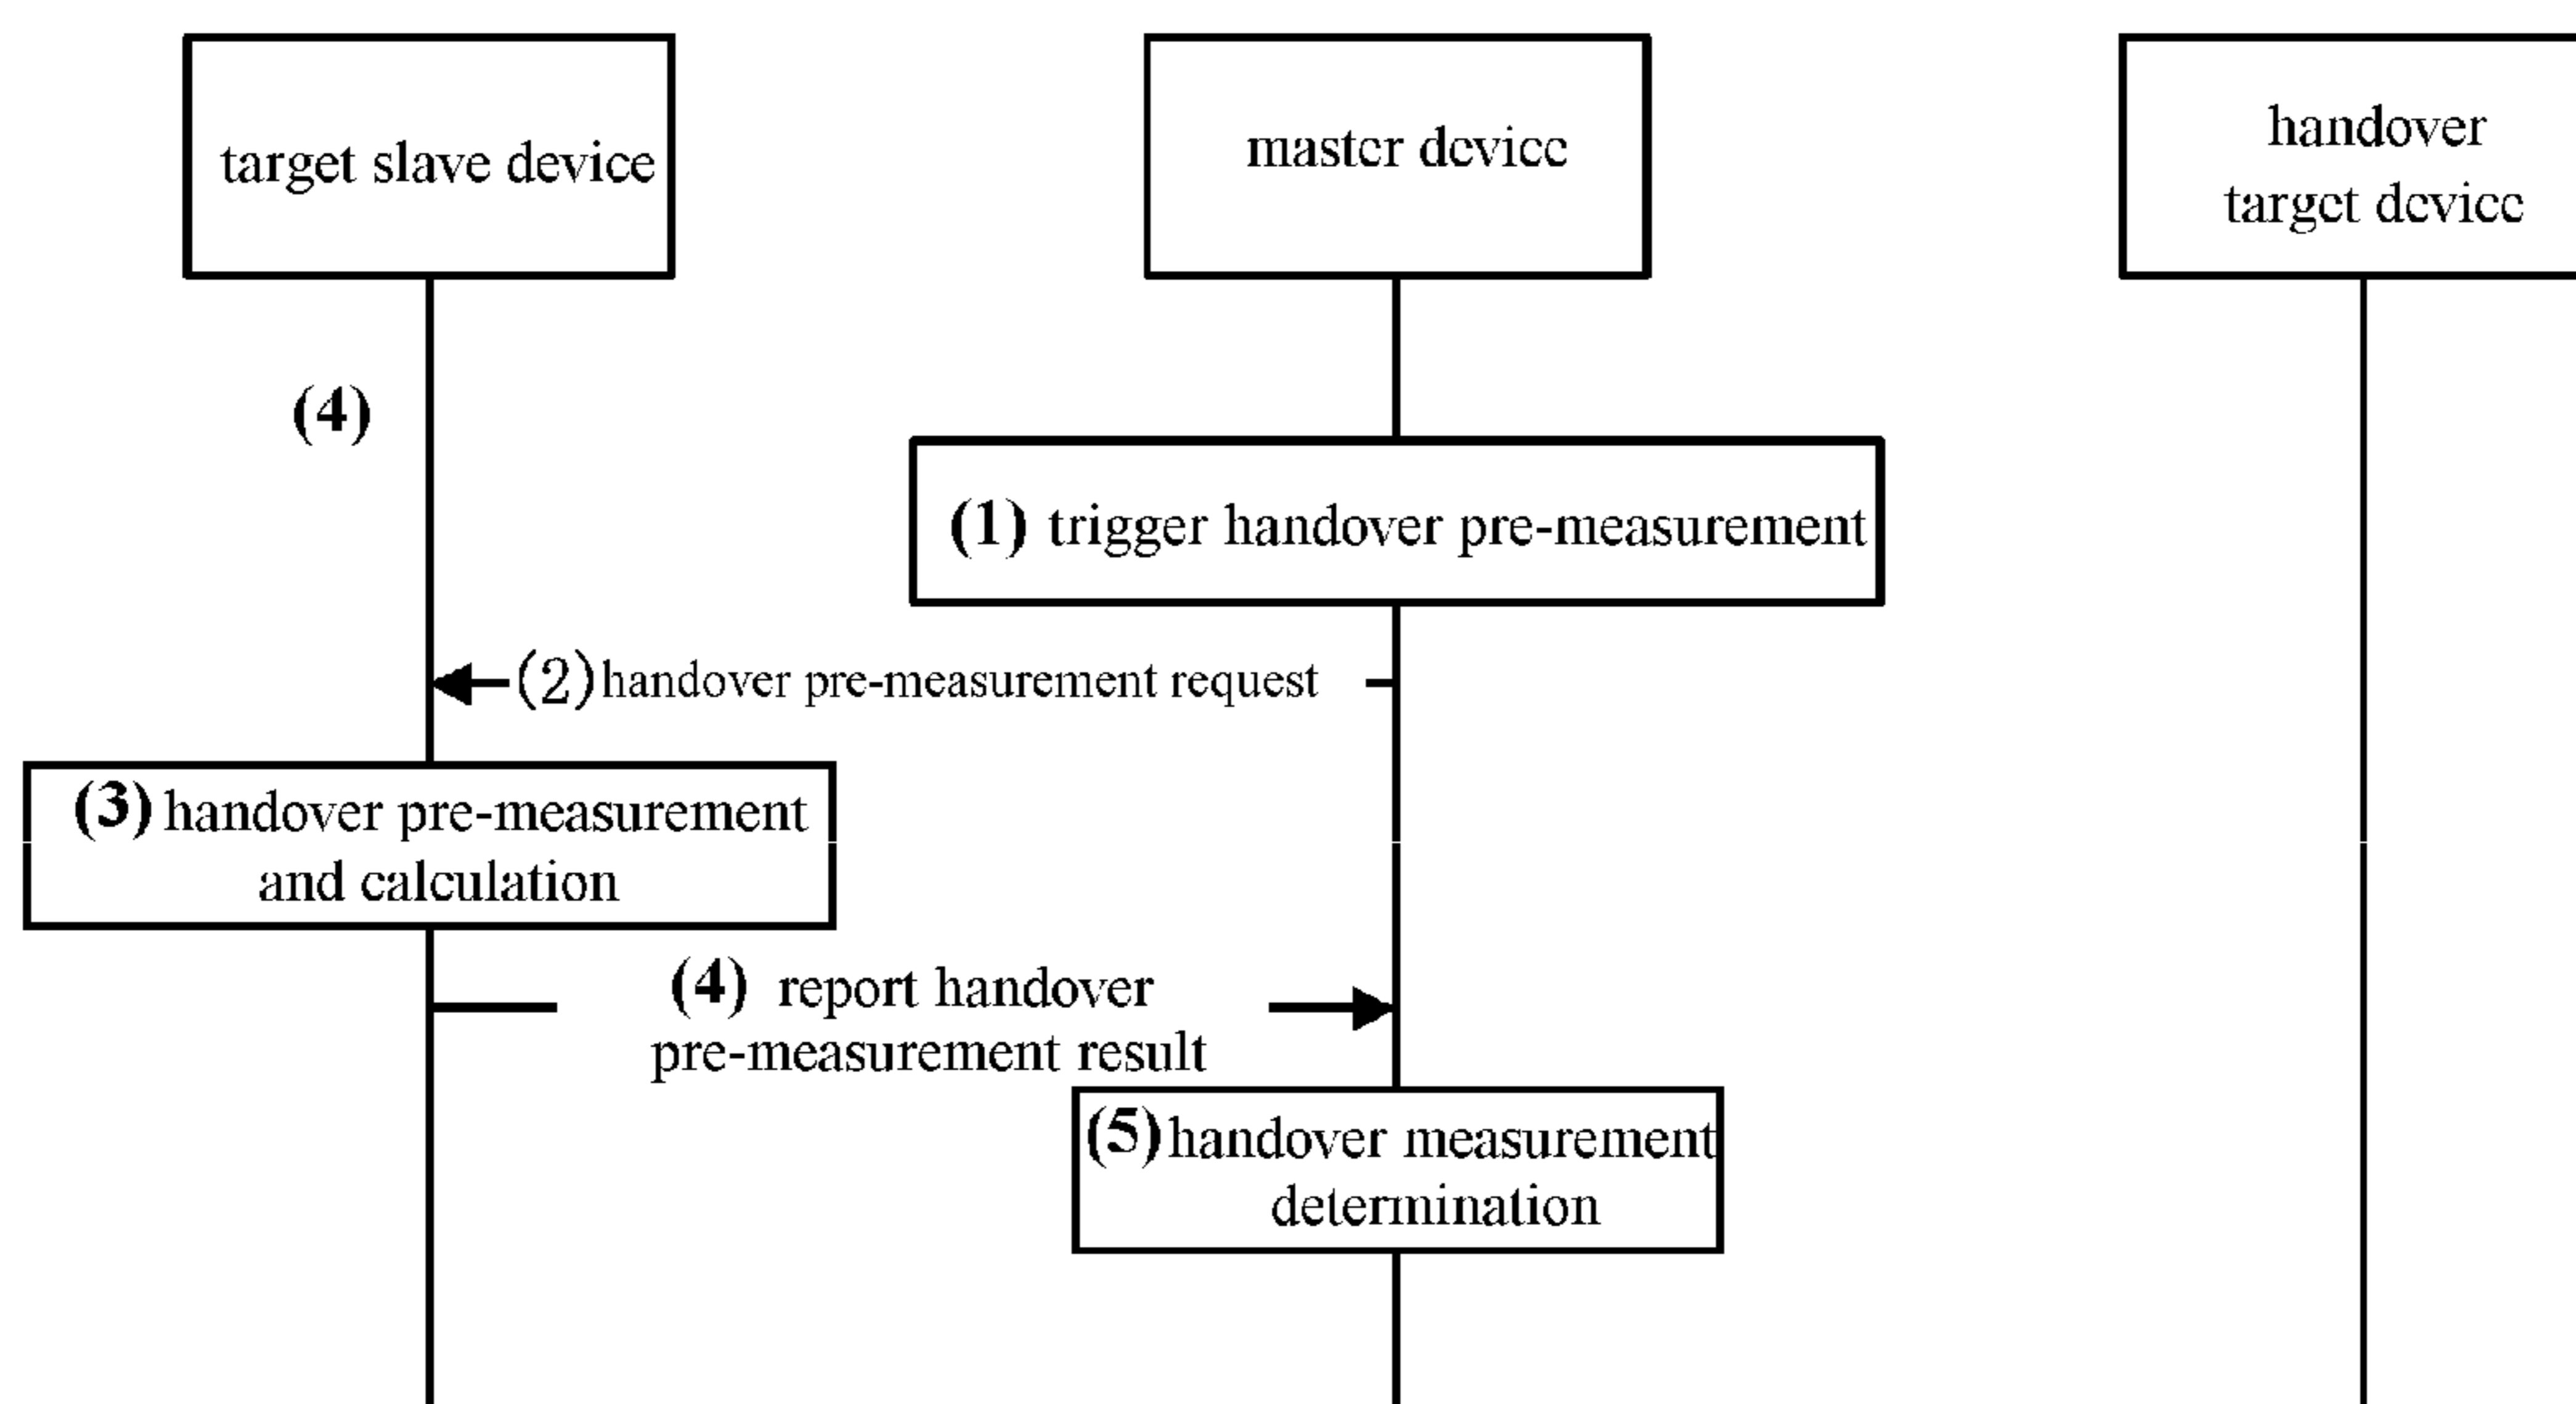 target slave device
master device
handover
target device
(4)
(1) trigger handover pre-measurement
(2)handover pre-measurement request
(3) handover pre-measurement
and calculation
(4) report handover
pre-measurement result
(5) handover measurement
determination